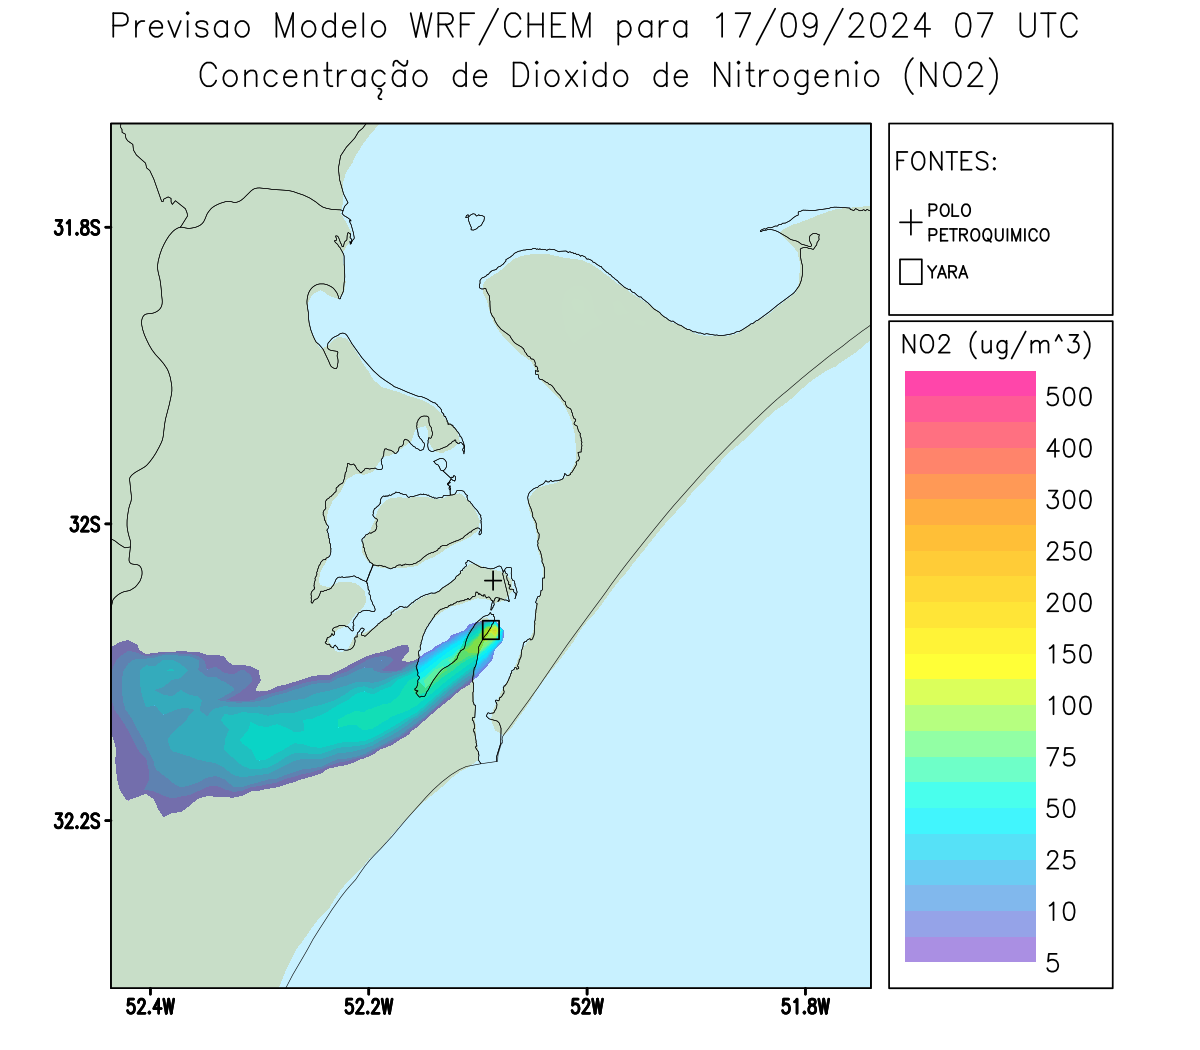 Previsao Modelo WRF/CHEM para 17/09/2024 07 UTC
Concentração de Dioxido de Nitrogenio (NO2)
FONTES:
POLO
PETROQUIMICO
YARA
NO2 (ug/m^3)
500
400
300
250
200
150
100
75
50
25
10
5
31.8S
32S
32.2S
52.4W
52.2W
52W
51.8W